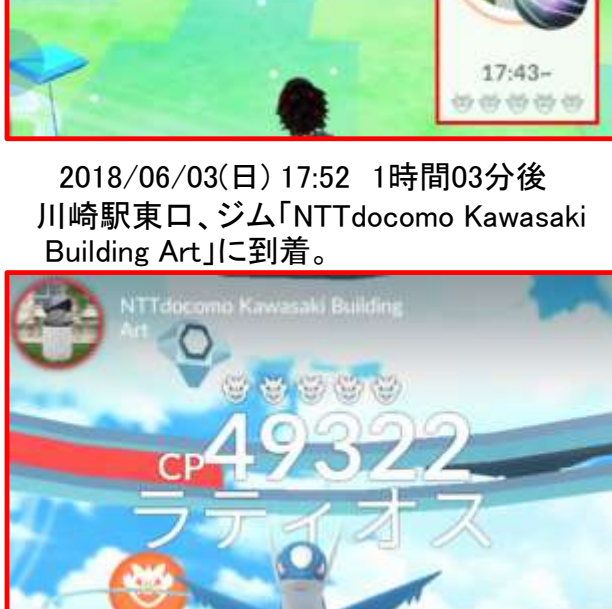 17:43~
2018/06/03(日) 17:52 1時間03分後
川崎駅東口、ジム「NTTdocomo Kawasaki
Building Art」に到着。
NTTdocomo Kawasaki Building
Art
CP49322
ラティオス